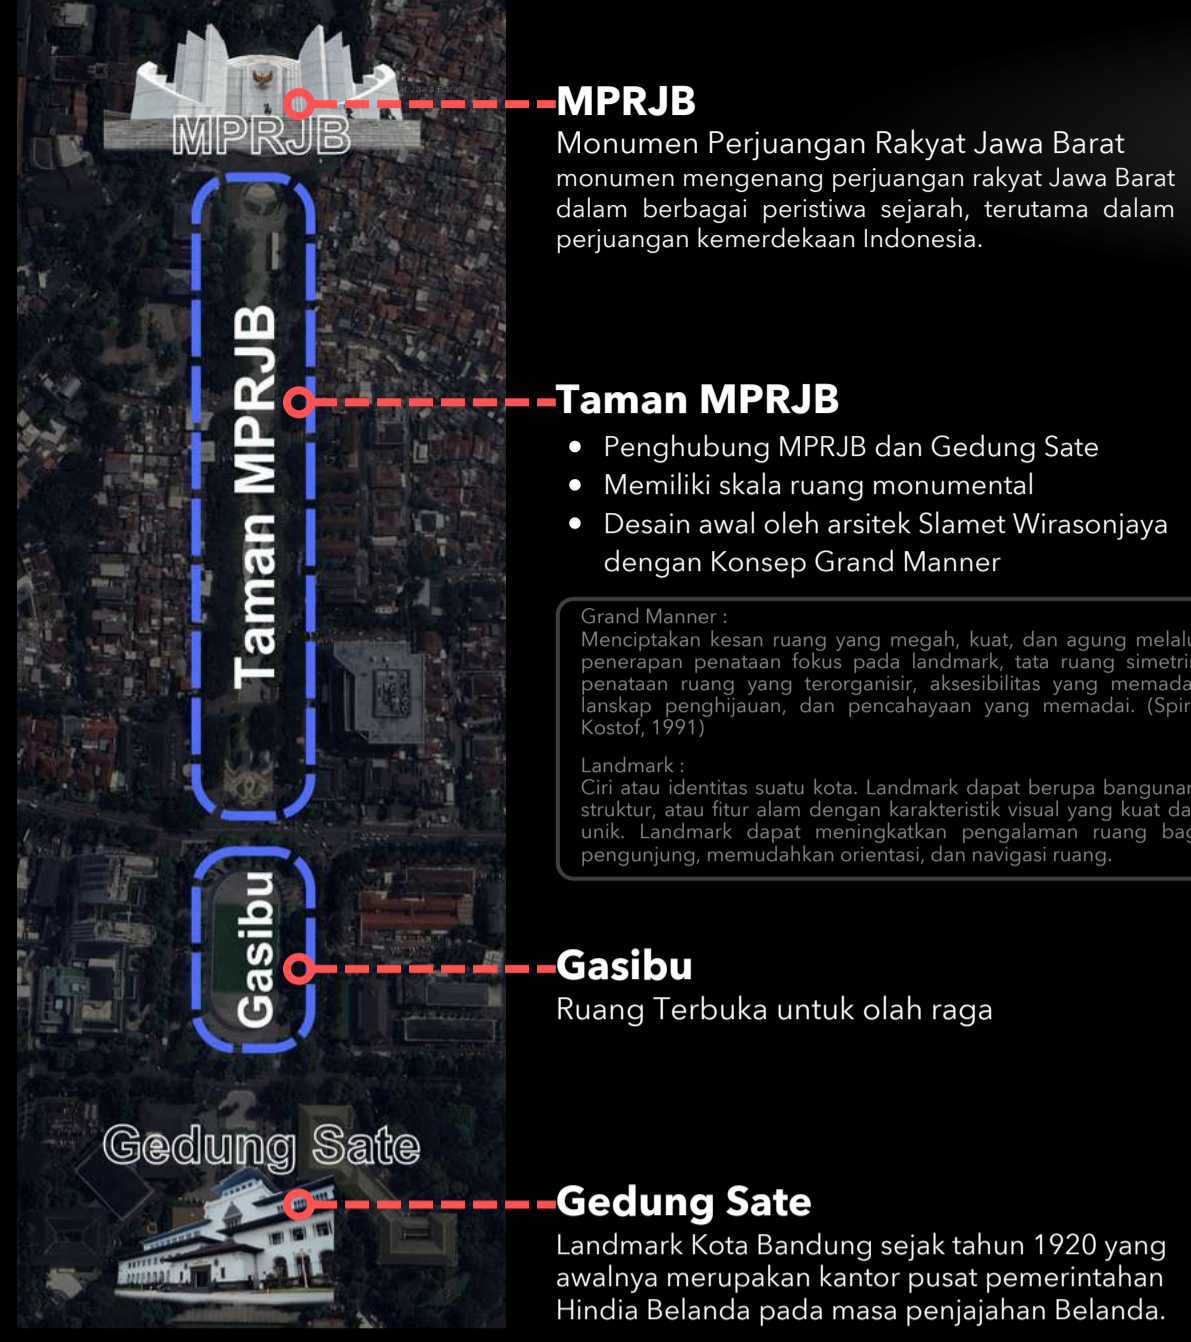 MPRJB
MPRJB
Monumen Perjuangan Rakyat Jawa Barat
monumen mengenang perjuangan rakyat Jawa Barat
dalam berbagai peristiwa sejarah, terutama dalam
perjuangan kemerdekaan Indonesia.
Taman MPRJB
Taman MPRJB
• Penghubung MPRJB dan Gedung Sate
• Memiliki skala ruang monumental
• Desain awal oleh arsitek Slamet Wirasonjaya
dengan Konsep Grand Manner
Grand Manner :
Menciptakan kesan ruang yang megah, kuat, dan agung melalu
penerapan penataan fokus pada landmark, tata ruang simetris
penataan ruang yang terorganisir, aksesibilitas yang memada
lanskap penghijauan, dan pencahayaan yang memadai. (Spir
Kostof, 1991)
Landmark :
Ciri atau identitas suatu kota. Landmark dapat berupa bangunan
struktur, atau fitur alam dengan karakteristik visual yang kuat da
unik. Landmark dapat meningkatkan pengalaman ruang bag
pengunjung, memudahkan orientasi, dan navigasi ruang.
Gasibu
Gasibu
Ruang Terbuka untuk olah raga
Gedung Sate
Gedung Sate
Landmark Kota Bandung sejak tahun 1920 yang
awalnya merupakan kantor pusat pemerintahan
Hindia Belanda pada masa penjajahan Belanda.